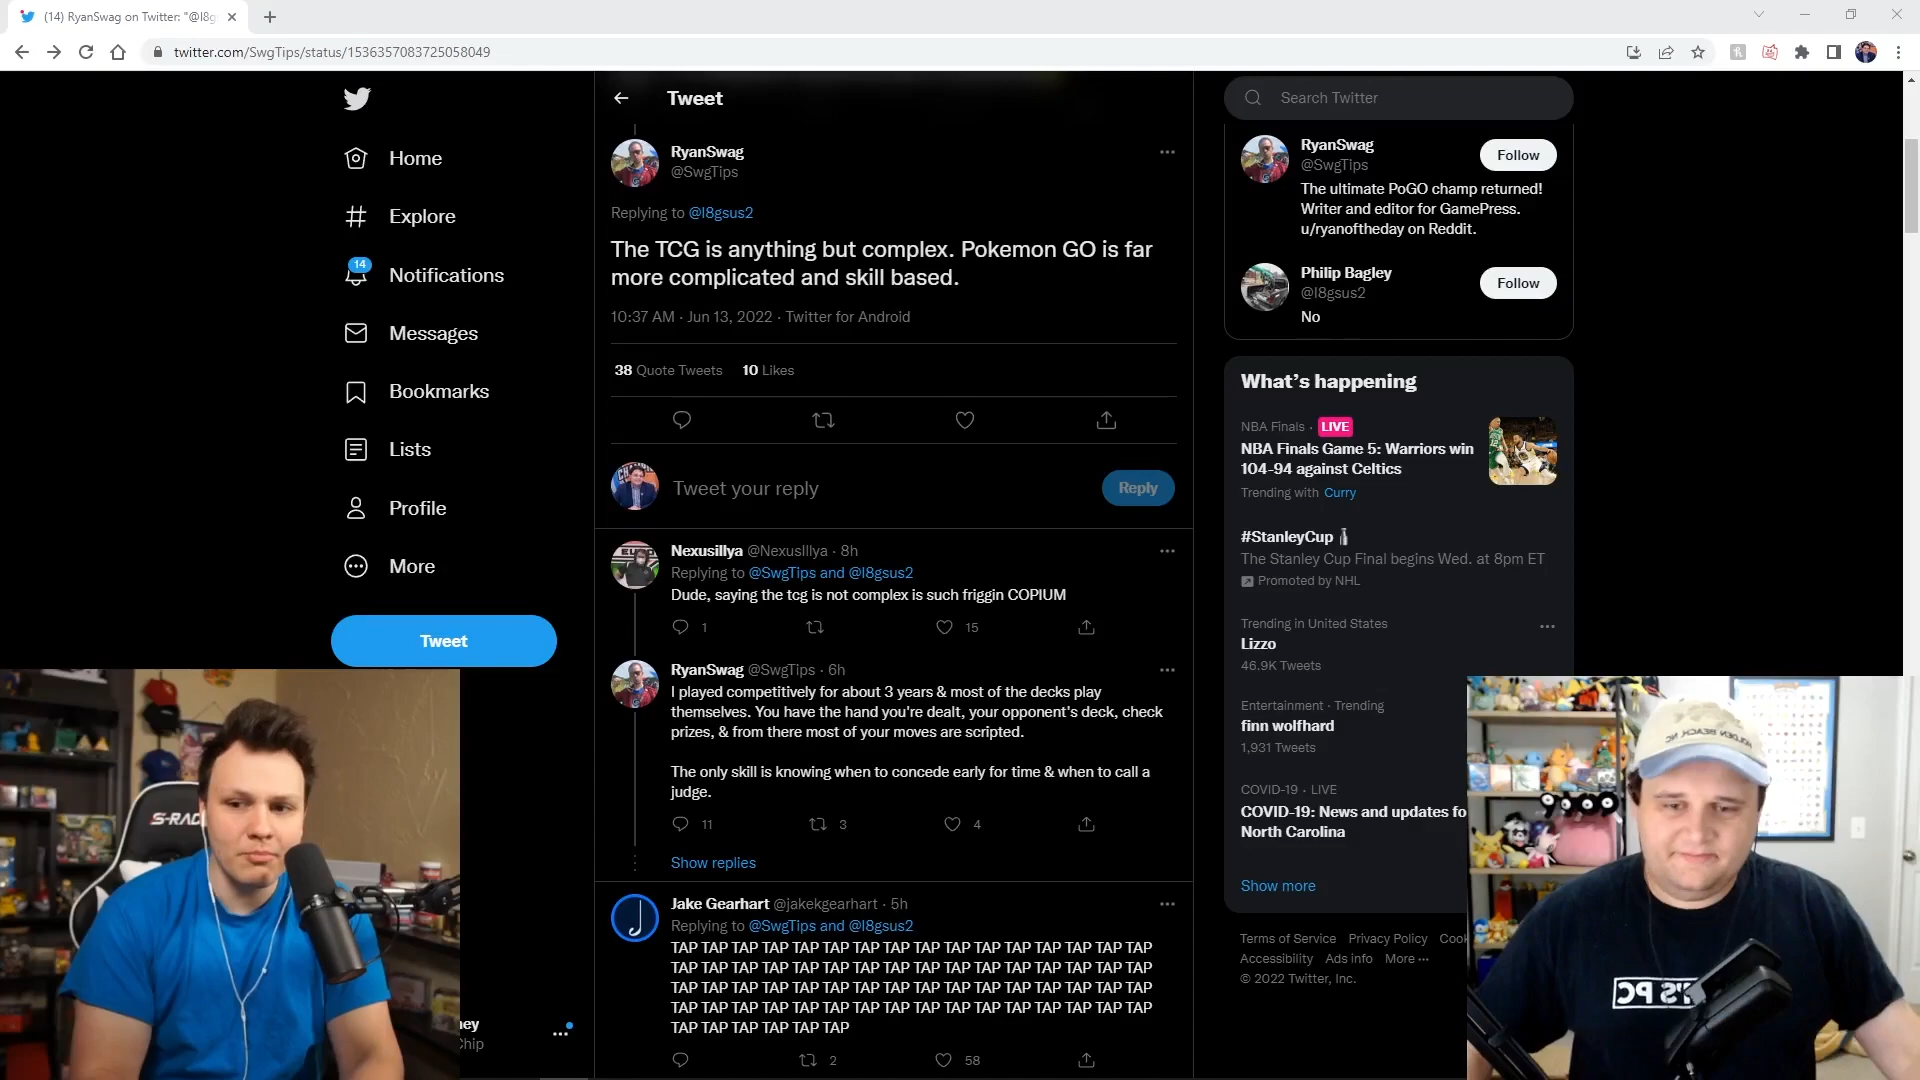 (14) RyanSwag on Twitter: "@l8gs
twitter.com/SwgTips/status/1536357083725058049
Home
Explore
14
Notifications
Messages
Bookmarks
Lists
Profile
More
Tweet
ney
Chip
Tweet
RyanSwag
@SwgTips
Replying to @l8gsus2
The TCG is anything but complex. Pokemon GO is far
more complicated and skill based.
10:37 AM · Jun 13, 2022 · Twitter for Android
38 Quote Tweets 10 Likes
Tweet your reply
Reply
Nexusillya @NexusIllya · 8h
Replying to @SwgTips and @l8gsus2
Dude, saying the tcg is not complex is such friggin COPIUM
1 15
RyanSwag @SwgTips · 6h
I played competitively for about 3 years & most of the decks play
themselves. You have the hand you're dealt, your opponent's deck, check
prizes, & from there most of your moves are scripted.
The only skill is knowing when to concede early for time & when to call a
judge.
11 3 4
Show replies
Jake Gearhart @jakekgearhart · 5h
Replying to @SwgTips and @l8gsus2
TAP TAP TAP TAP TAP TAP TAP TAP TAP TAP TAP TAP TAP TAP TAP TAP
TAP TAP TAP TAP TAP TAP TAP TAP TAP TAP TAP TAP TAP TAP TAP TAP
TAP TAP TAP TAP TAP TAP TAP TAP TAP TAP TAP TAP TAP TAP TAP TAP
TAP TAP TAP TAP TAP TAP TAP TAP TAP TAP TAP TAP TAP TAP TAP TAP
TAP TAP TAP TAP TAP TAP
2 58
Search Twitter
RyanSwag
@SwgTips
Follow
The ultimate PoGO champ returned!
Writer and editor for GamePress.
u/ryanoftheday on Reddit.
Philip Bagley
@l8gsus2
Follow
No
What's happening
NBA Finals · LIVE
NBA Finals Game 5: Warriors win
104-94 against Celtics
Trending with Curry
#StanleyCup
The Stanley Cup Final begins Wed. at 8pm ET
Promoted by NHL
Trending in United States
Lizzo
46.9K Tweets
Entertainment · Trending
finn wolfhard
1,931 Tweets
COVID-19 · LIVE
COVID-19: News and updates fo
North Carolina
Show more
Terms of Service Privacy Policy Cook
Accessibility Ads info More
© 2022 Twitter, Inc.
S-RAC
HOLDEN BEACH, NC
PC